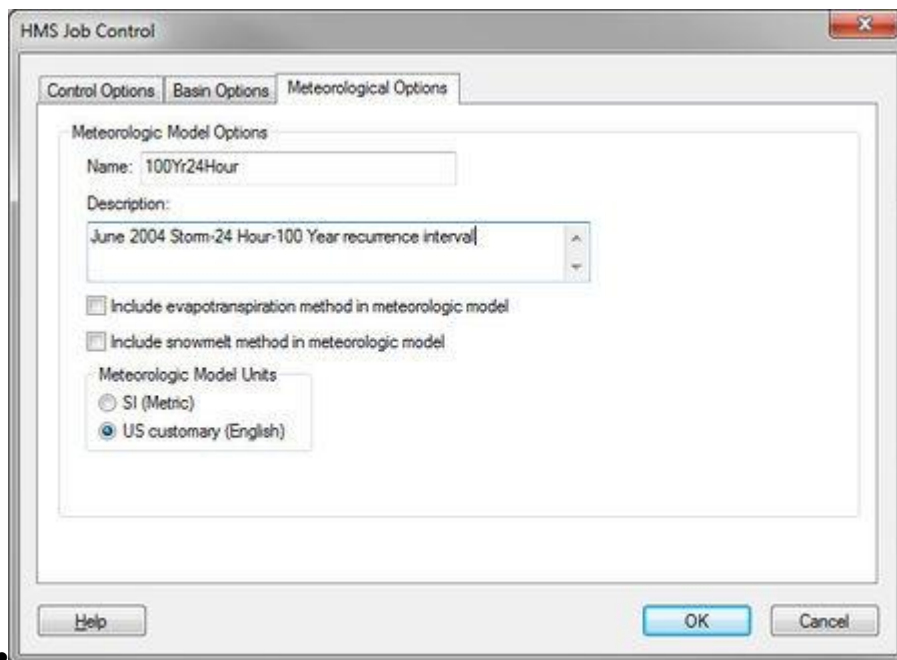 HMS Job Control
Control Options Basin Options Meteorological Options
Meteorologic Model Options
Name: 100Yr24Hour
Description:
June 2004 Storm-24 Hour-100 Year recurrence interval
Include evapotranspiration method in meteorologic model
Include snowmelt method in meteorologic model
Meteorologic Model Units
SI (Metric)
US customary (English)
Help OK Cancel